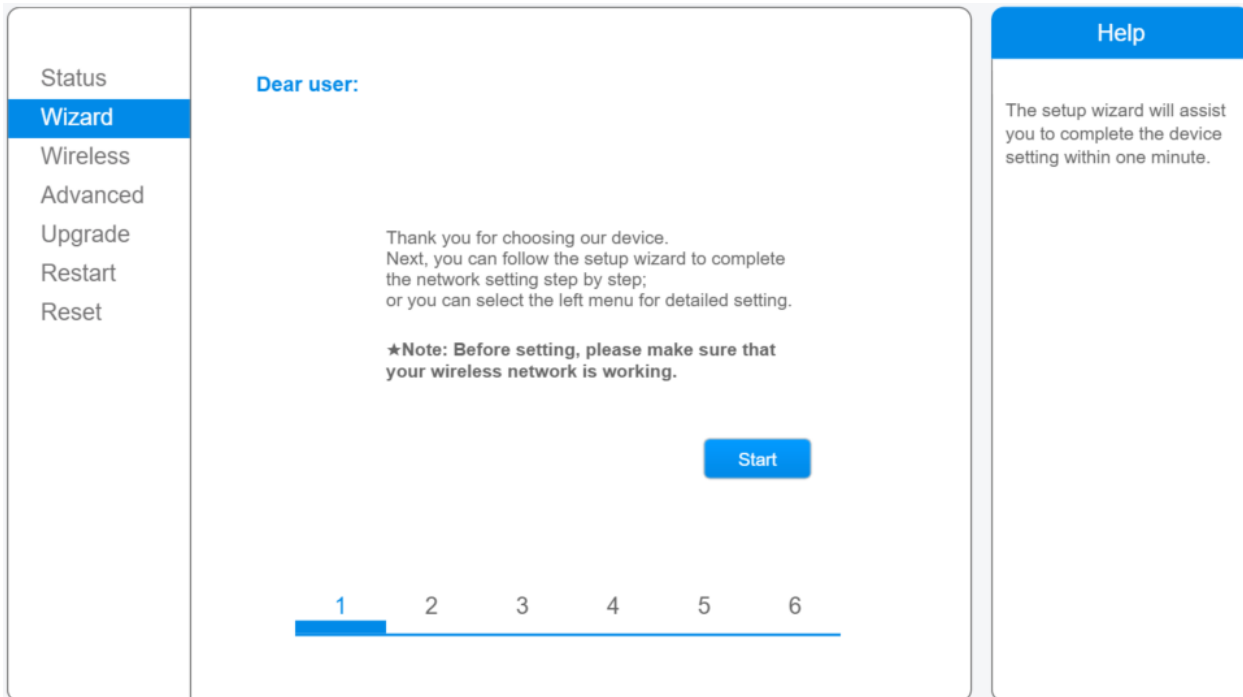 Status
Wizard
Wireless
Advanced
Upgrade
Restart
Reset
Dear user:
Thank you for choosing our device.
Next, you can follow the setup wizard to complete
the network setting step by step;
or you can select the left menu for detailed setting.
★Note: Before setting, please make sure that
your wireless network is working.
Start
1 2 3 4 5 6
Help
The setup wizard will assist
you to complete the device
setting within one minute.